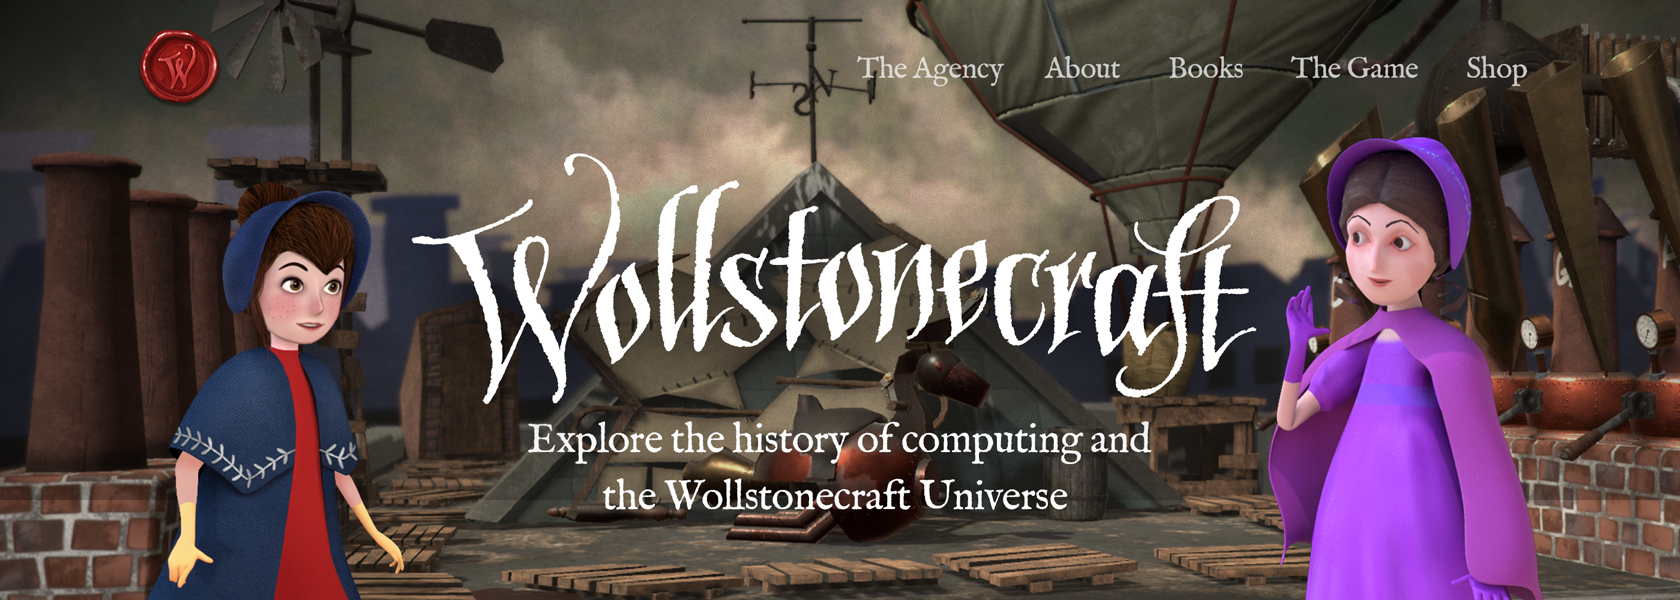 W
The Agency About Books The Game Shop
N
S
Wollstonecraft
Explore the history of computing and
the Wollstonecraft Universe